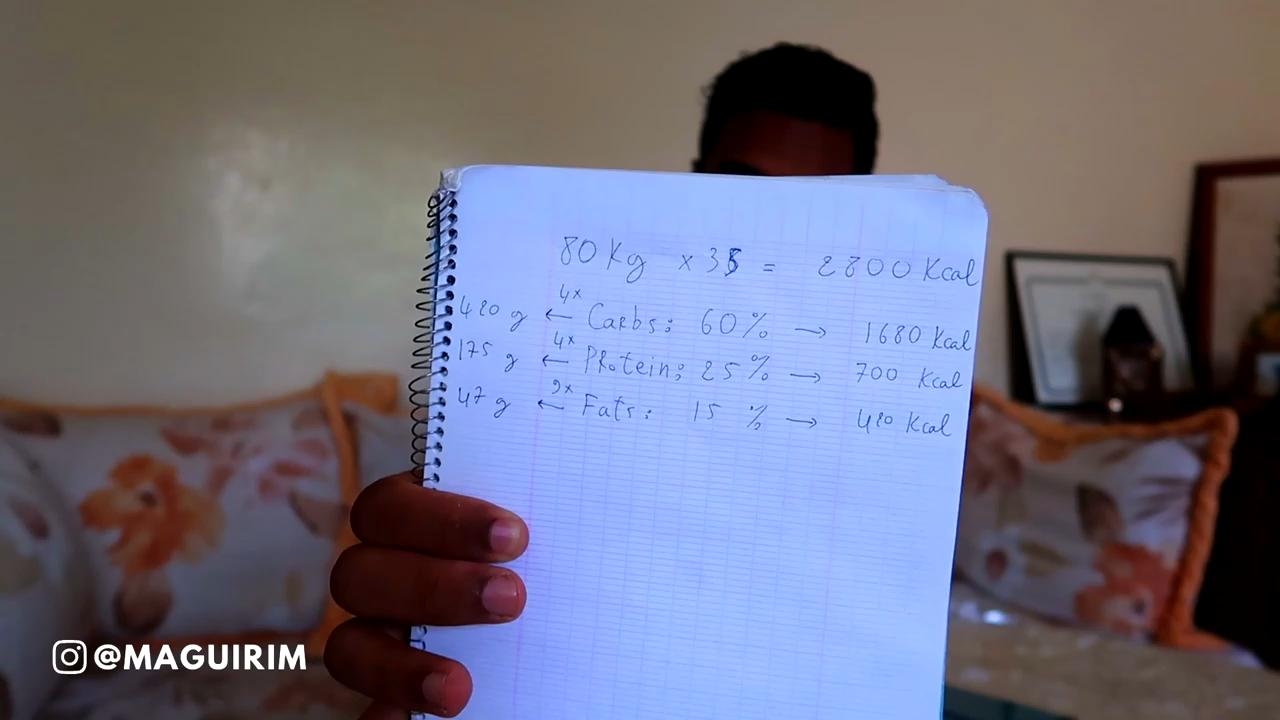 80 Kg x 35 = 2800 Kcal
420 g ← 4x Carbs: 60% → 1680 Kcal
175 g ← 4x Protein: 25% → 700 Kcal
47 g ← 9x Fats: 15 % → 420 Kcal
@MAGUIRIM